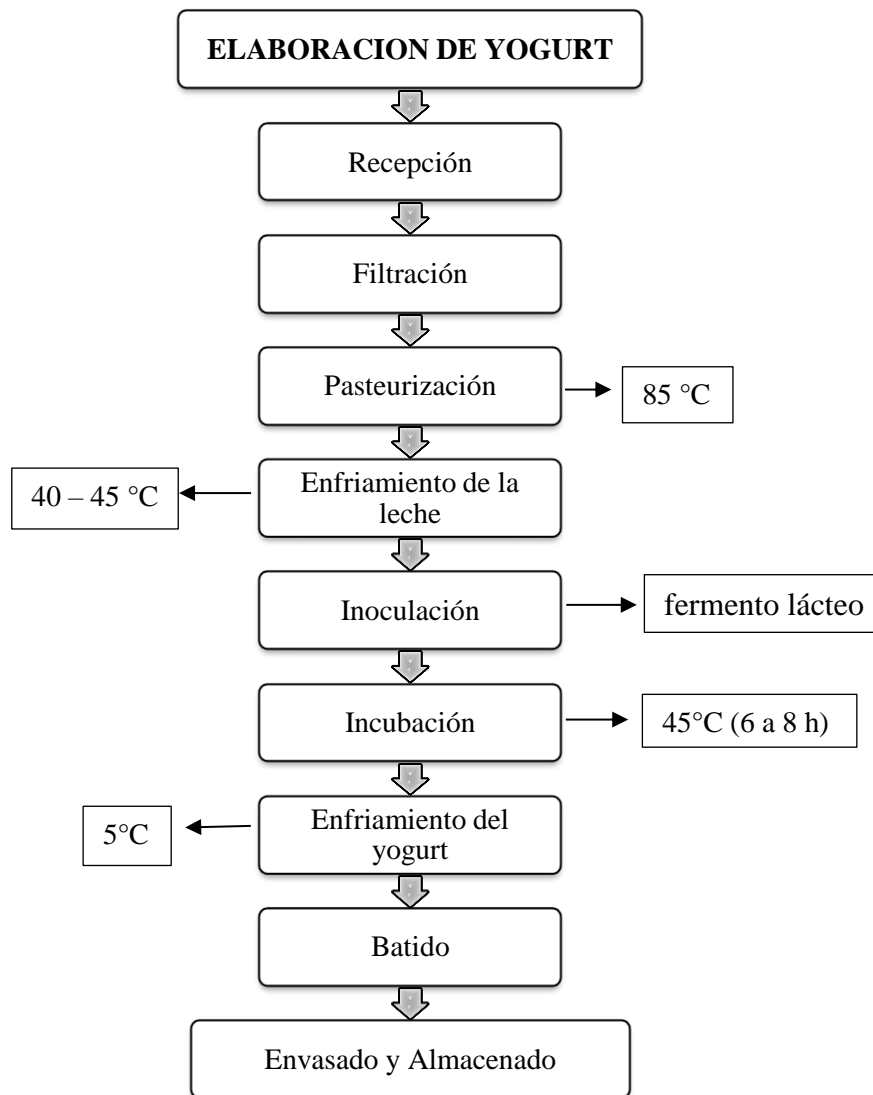 ELABORACION DE YOGURT
Recepción
Filtración
Pasteurización
85 °C
40 – 45 °C
Enfriamiento de la
leche
Inoculación
fermento lácteo
Incubación
45°C (6 a 8 h)
5°C
Enfriamiento del
yogurt
Batido
Envasado y Almacenado